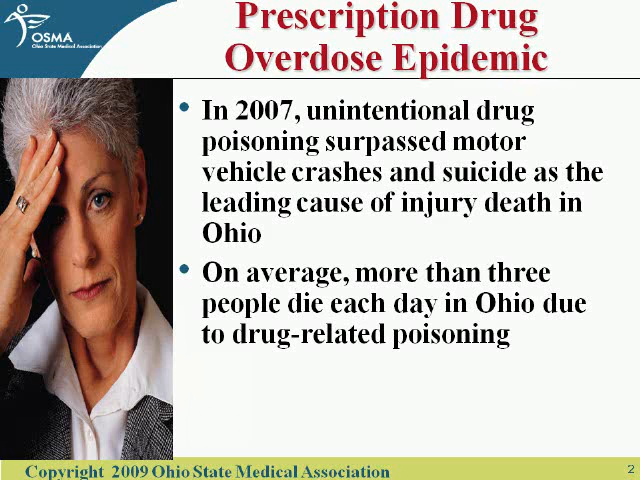 OSMA
Ohio State Medical Association
Prescription Drug
Overdose Epidemic
• In 2007, unintentional drug
poisoning surpassed motor
vehicle crashes and suicide as the
leading cause of injury death in
Ohio
• On average, more than three
people die each day in Ohio due
to drug-related poisoning
Copyright 2009 Ohio State Medical Association
2